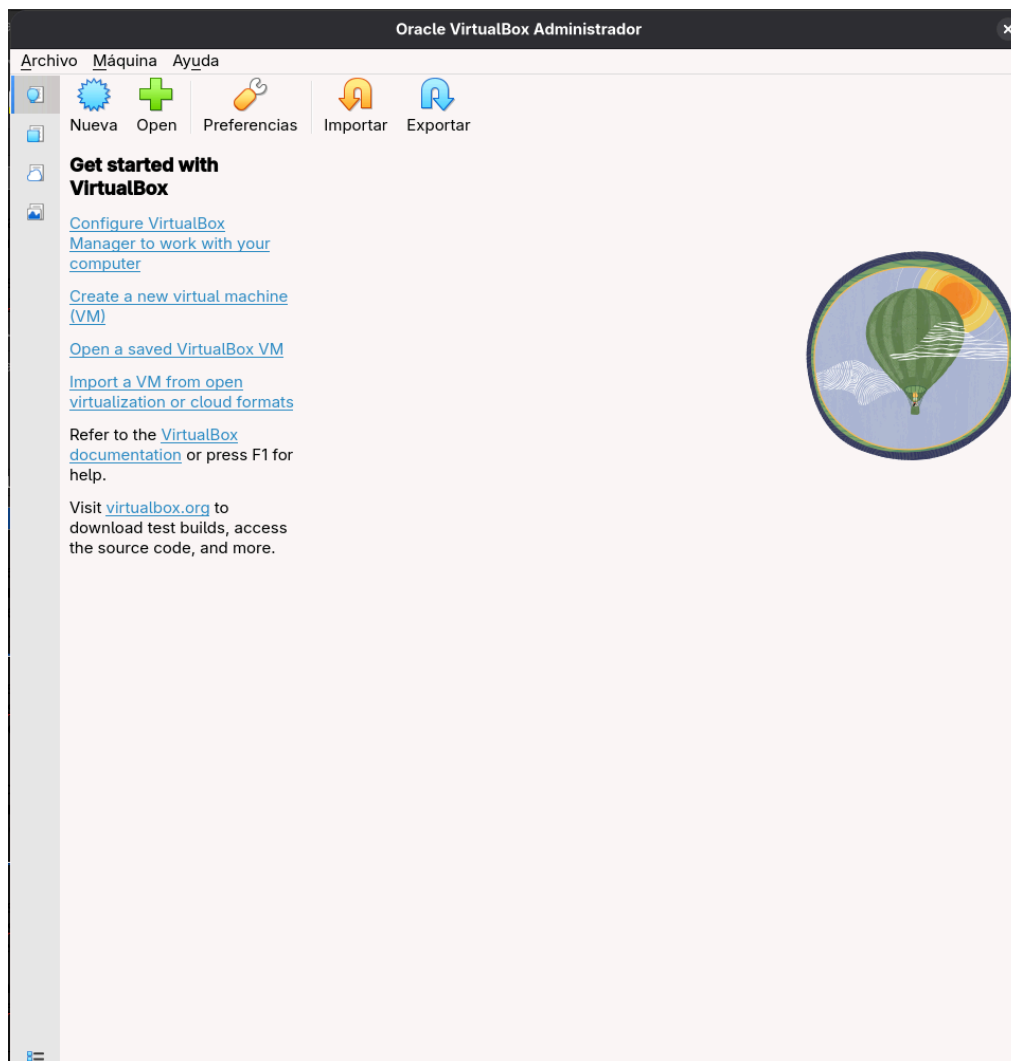 Oracle VirtualBox Administrador
Archivo Máquina Ayuda
Nueva Open Preferencias Importar Exportar
Get started with
VirtualBox
Configure VirtualBox
Manager to work with your
computer
Create a new virtual machine
(VM)
Open a saved VirtualBox VM
Import a VM from open
virtualization or cloud formats
Refer to the VirtualBox
documentation or press F1 for
help.
Visit virtualbox.org to
download test builds, access
the source code, and more.